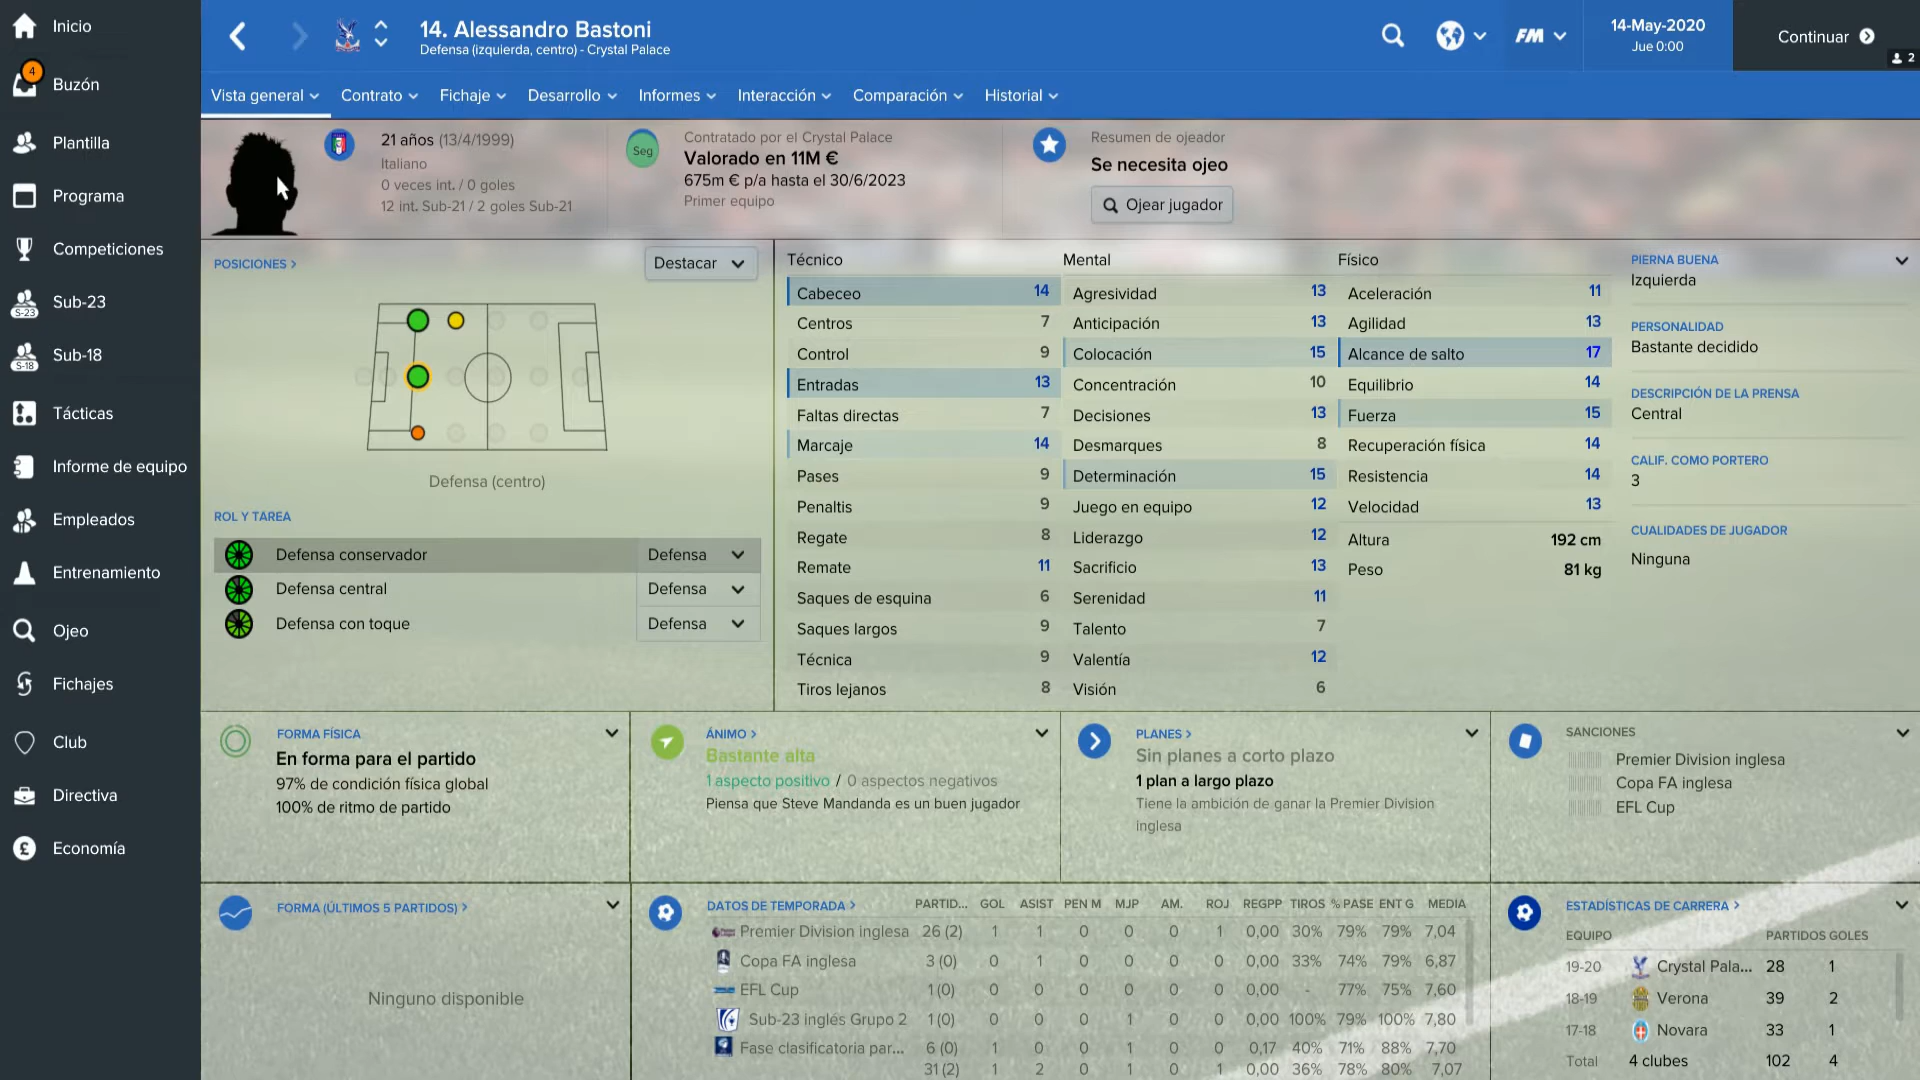 Inicio
4
Buzón
Plantilla
Programa
Competiciones
S-23
Sub-23
S-18
Sub-18
Tácticas
Informe de equipo
Empleados
Entrenamiento
Ojeo
Fichajes
Club
Directiva
Economía
14. Alessandro Bastoni
Defensa (izquierda, centro) - Crystal Palace
FM
14-May-2020
Jue 0:00
Continuar
2
Vista general
Contrato
Fichaje
Desarrollo
Informes
Interacción
Comparación
Historial
21 años (13/4/1999)
Italiano
0 veces int. / 0 goles
12 int. Sub-21 / 2 goles Sub-21
Seg
Contratado por el Crystal Palace
Valorado en 11M €
675m € p/a hasta el 30/6/2023
Primer equipo
Resumen de ojeador
Se necesita ojeo
Ojear jugador
POSICIONES >
Destacar
Defensa (centro)
ROL Y TAREA
Defensa conservador Defensa
Defensa central Defensa
Defensa con toque Defensa
Técnico
Cabeceo 14
Centros 7
Control 9
Entradas 13
Faltas directas 7
Marcaje 14
Pases 9
Penaltis 9
Regate 8
Remate 11
Saques de esquina 6
Saques largos 9
Técnica 9
Tiros lejanos 8
Mental
Agresividad 13
Anticipación 13
Colocación 15
Concentración 10
Decisiones 13
Desmarques 8
Determinación 15
Juego en equipo 12
Liderazgo 12
Sacrificio 13
Serenidad 11
Talento 7
Valentía 12
Visión 6
Físico
Aceleración 11
Agilidad 13
Alcance de salto 17
Equilibrio 14
Fuerza 15
Recuperación física 14
Resistencia 14
Velocidad 13
Altura 192 cm
Peso 81 kg
PIERNA BUENA
Izquierda
PERSONALIDAD
Bastante decidido
DESCRIPCIÓN DE LA PRENSA
Central
CALIF. COMO PORTERO
3
CUALIDADES DE JUGADOR
Ninguna
FORMA FÍSICA
En forma para el partido
97% de condición física global
100% de ritmo de partido
ÁNIMO >
Bastante alta
1 aspecto positivo / 0 aspectos negativos
Piensa que Steve Mandanda es un buen jugador
PLANES >
Sin planes a corto plazo
1 plan a largo plazo
Tiene la ambición de ganar la Premier Division
inglesa
SANCIONES
Premier Division inglesa
Copa FA inglesa
EFL Cup
FORMA (ÚLTIMOS 5 PARTIDOS) >
Ninguno disponible
DATOS DE TEMPORADA > PARTID... GOL ASIST PEN M MJP AM. ROJ REGPP TIROS % PASE ENT G MEDIA
Premier Division inglesa 26 (2) 1 1 0 0 0 1 0,00 30% 79% 79% 7,04
Copa FA inglesa 3 (0) 0 1 0 0 0 0 0,00 33% 74% 79% 6,87
EFL Cup 1 (0) 0 0 0 0 0 0 0,00 - 77% 75% 7,60
Sub-23 inglés Grupo 2 1 (0) 0 0 0 1 0 0 0,00 100% 79% 100% 7,80
Fase clasificatoria par... 6 (0) 1 0 0 1 0 0 0,17 40% 71% 88% 7,70
31 (2) 1 2 0 1 0 1 0,00 36% 78% 80% 7,07
ESTADÍSTICAS DE CARRERA >
EQUIPO PARTIDOS GOLES
19-20 Crystal Pala... 28 1
18-19 Verona 39 2
17-18 Novara 33 1
Total 4 clubes 102 4